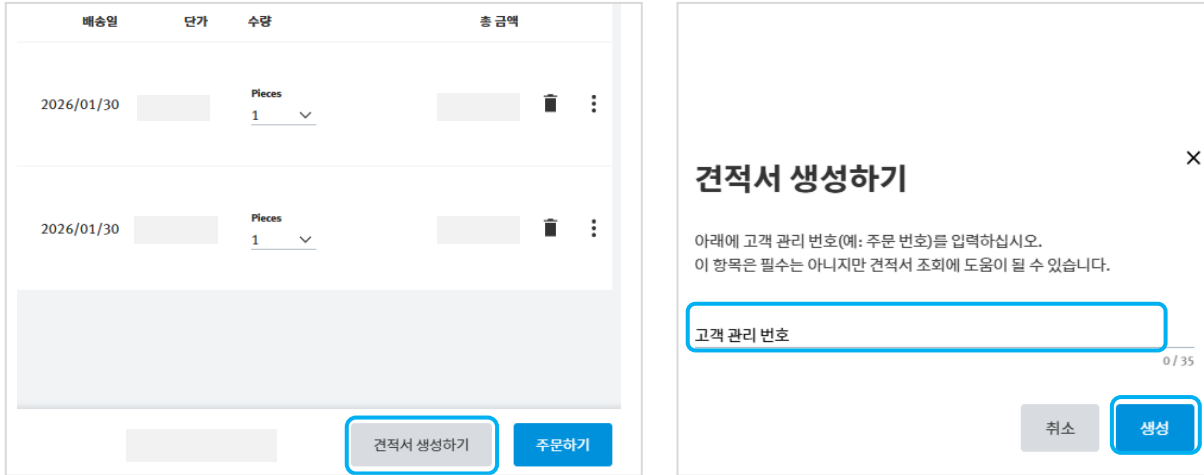 배송일 단가 수량 총 금액
2026/01/30
Pieces
1
2026/01/30
Pieces
1
견적서 생성하기 주문하기
견적서 생성하기
아래에 고객 관리 번호(예: 주문 번호)를 입력하십시오.
이 항목은 필수는 아니지만 견적서 조회에 도움이 될 수 있습니다.
고객 관리 번호
0 / 35
취소 생성